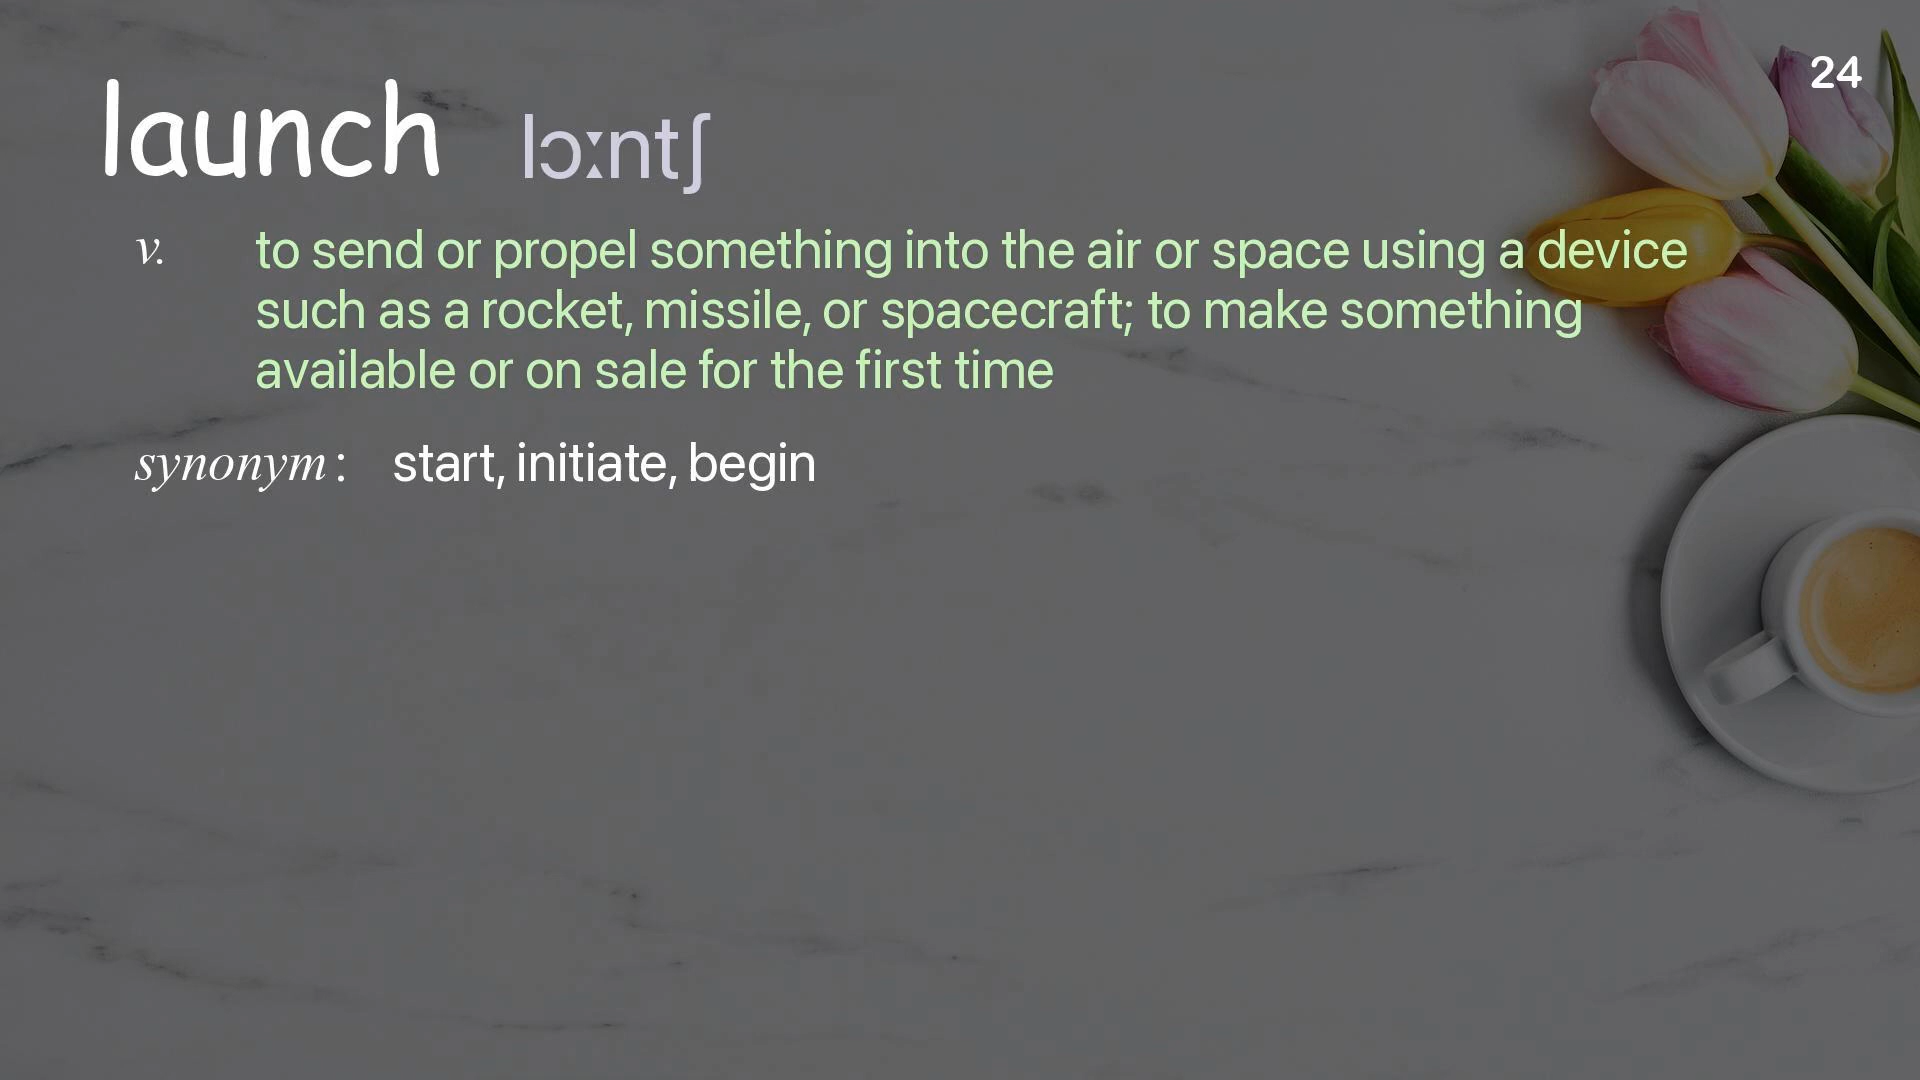 24
launch lɔːntʃ
v. to send or propel something into the air or space using a device
such as a rocket, missile, or spacecraft; to make something
available or on sale for the first time
synonym : start, initiate, begin